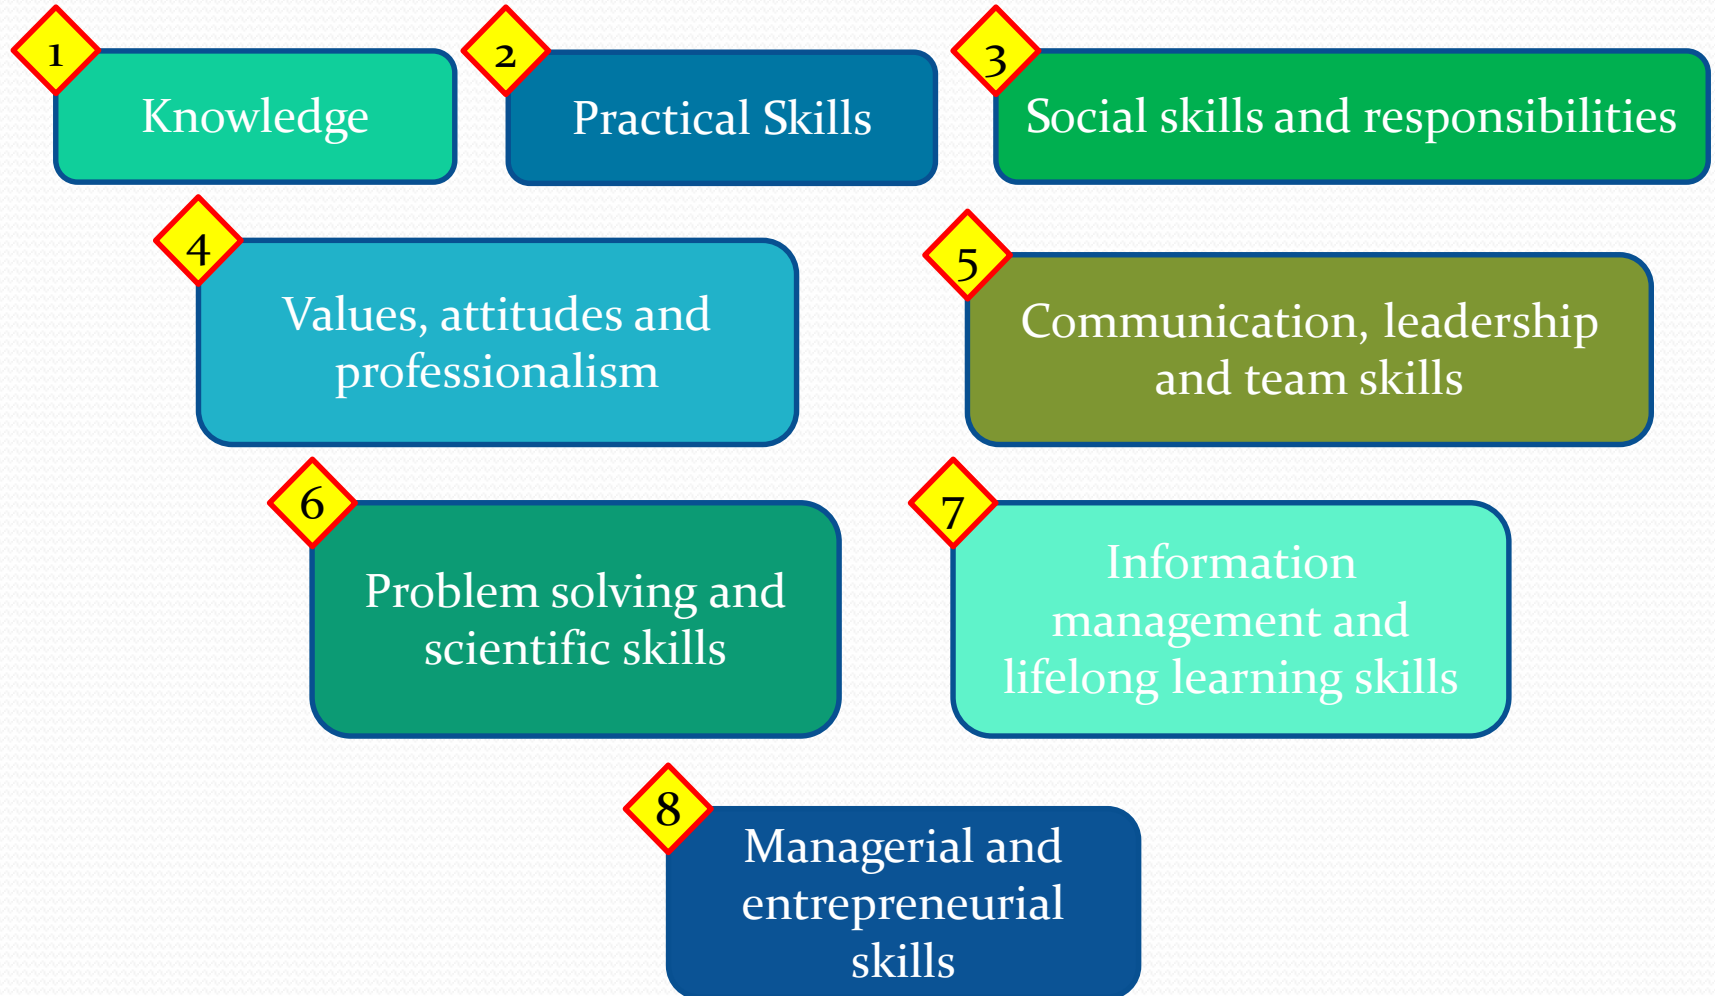 1
Knowledge
2
Practical Skills
3
Social skills and responsibilities
4
Values, attitudes and
professionalism
5
Communication, leadership
and team skills
6
Problem solving and
scientific skills
7
Information
management and
lifelong learning skills
8
Managerial and
entrepreneurial
skills